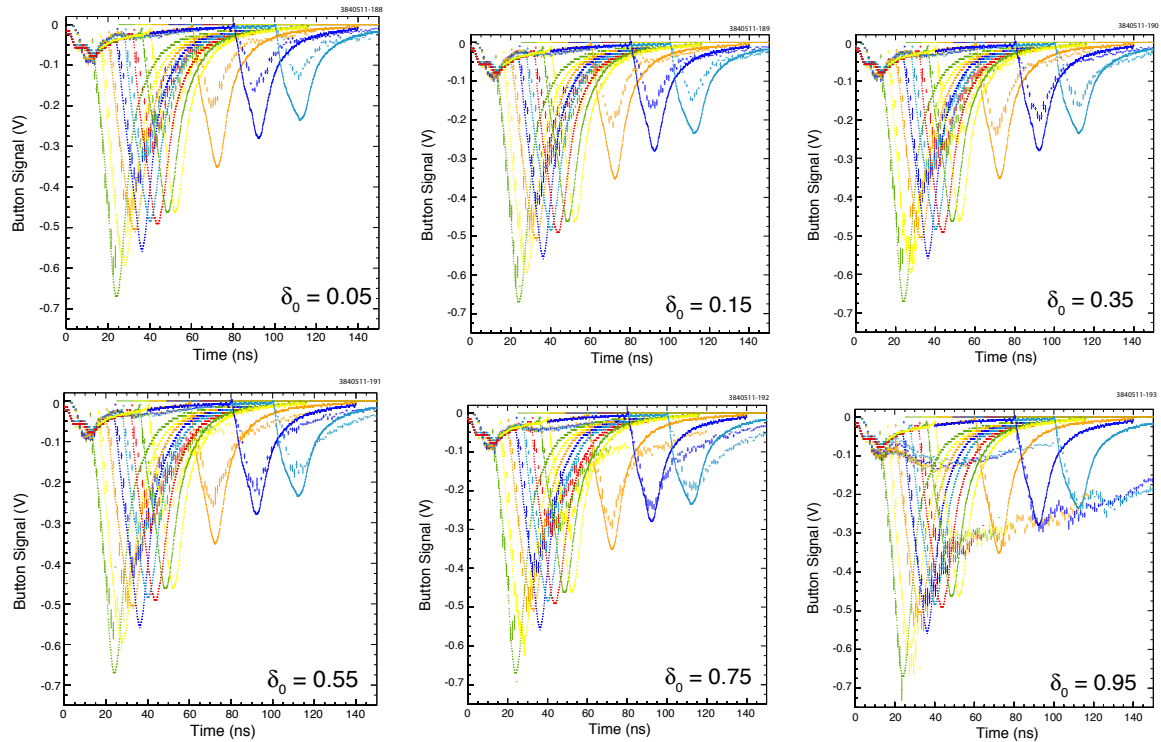 3840511-188
0
-0.1
-0.2
-0.3
-0.4
-0.5
-0.6
-0.7
Button Signal (V)
δ0 = 0.05
0 20 40 60 80 100 120 140
Time (ns)
3840511-189
0
-0.1
-0.2
-0.3
-0.4
-0.5
-0.6
-0.7
Button Signal (V)
δ0 = 0.15
0 20 40 60 80 100 120 140
Time (ns)
3840511-190
0
-0.1
-0.2
-0.3
-0.4
-0.5
-0.6
-0.7
Button Signal (V)
δ0 = 0.35
0 20 40 60 80 100 120 140
Time (ns)
3840511-191
0
-0.1
-0.2
-0.3
-0.4
-0.5
-0.6
-0.7
Button Signal (V)
δ0 = 0.55
0 20 40 60 80 100 120 140
Time (ns)
3840511-192
0
-0.1
-0.2
-0.3
-0.4
-0.5
-0.6
-0.7
Button Signal (V)
δ0 = 0.75
0 20 40 60 80 100 120 140
Time (ns)
3840511-193
0
-0.1
-0.2
-0.3
-0.4
-0.5
-0.6
-0.7
Button Signal (V)
δ0 = 0.95
0 20 40 60 80 100 120 140
Time (ns)